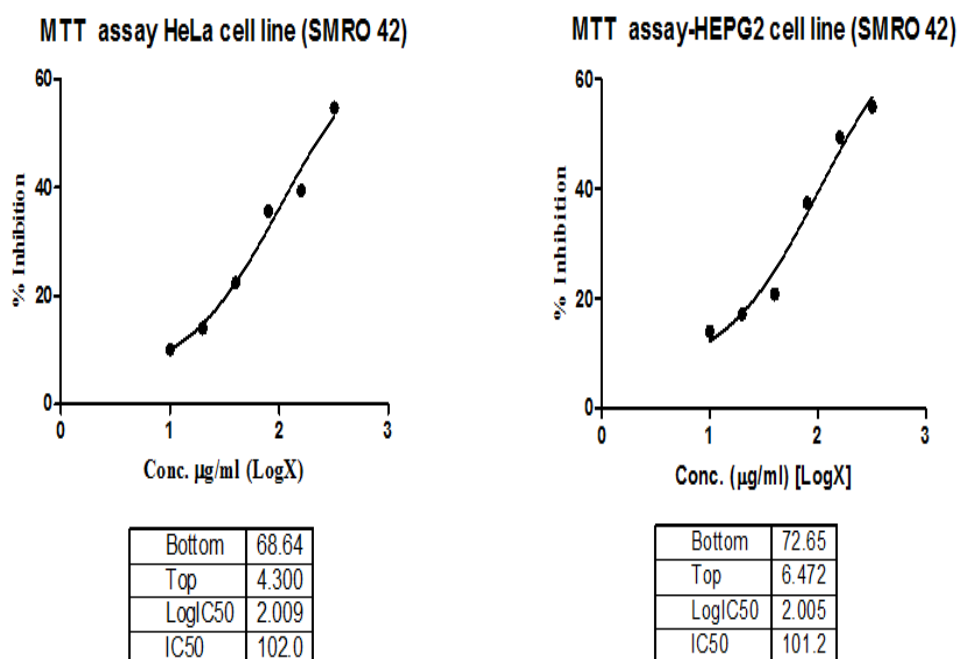 MTT assay HeLa cell line (SMRO 42)
60
40
20
0
% Inhibition
0 1 2 3
Conc. µg/ml (LogX)
Bottom 68.64
Top 4.300
LogIC50 2.009
IC50 102.0
MTT assay-HEPG2 cell line (SMRO 42)
60
40
20
0
% Inhibition
0 1 2 3
Conc. (µg/ml) [LogX]
Bottom 72.65
Top 6.472
LogIC50 2.005
IC50 101.2